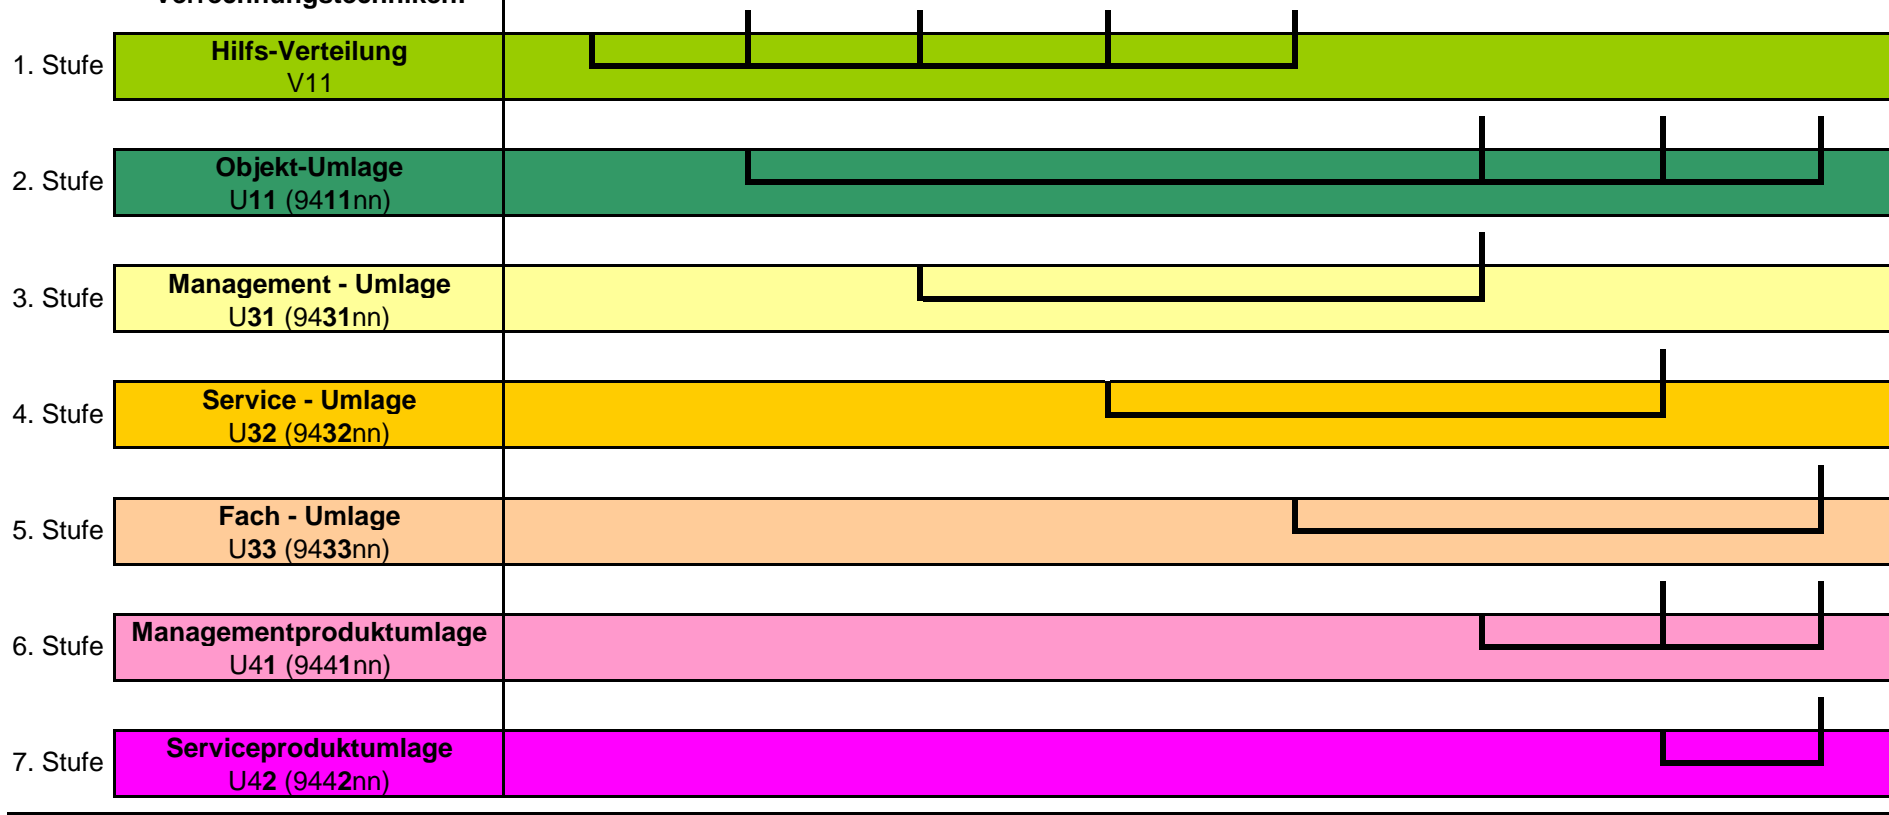 Verrechnungstechniken:
1. Stufe
Hilfs-Verteilung
V11
2. Stufe
Objekt-Umlage
U11 (9411nn)
3. Stufe
Management - Umlage
U31 (9431nn)
4. Stufe
Service - Umlage
U32 (9432nn)
5. Stufe
Fach - Umlage
U33 (9433nn)
6. Stufe
Managementproduktumlage
U41 (9441nn)
7. Stufe
Serviceproduktumlage
U42 (9442nn)